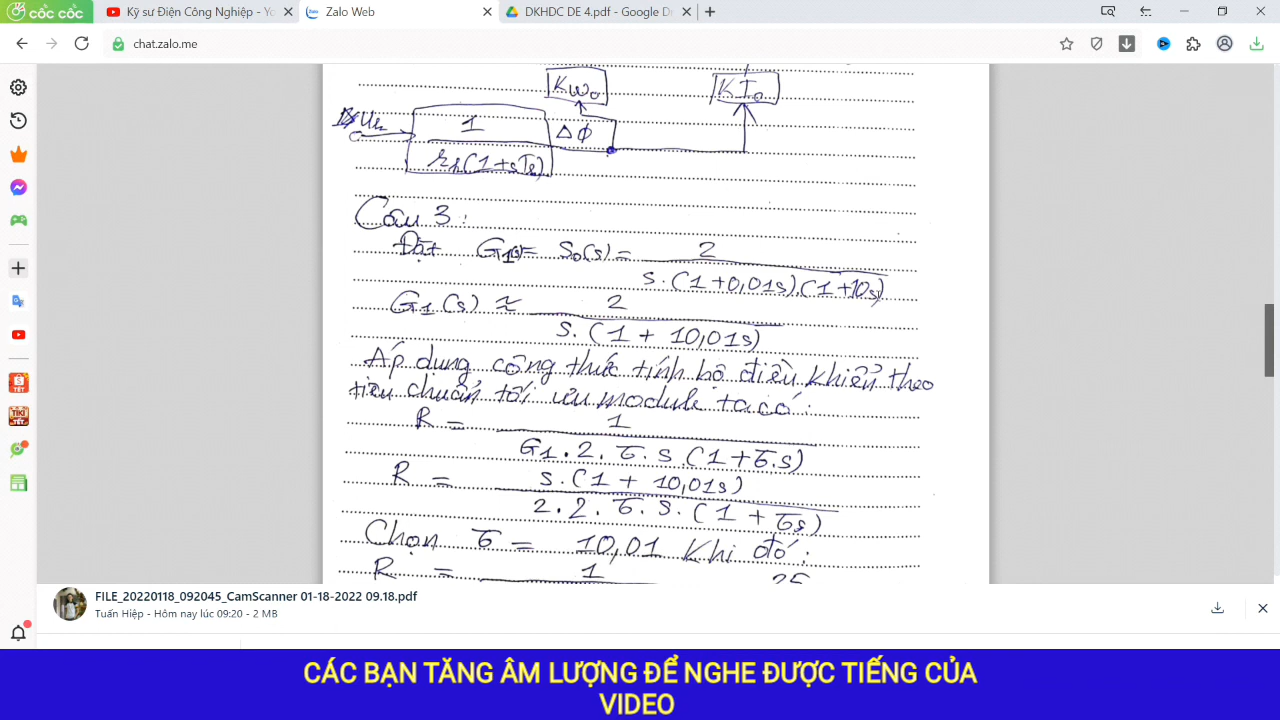 cốc cốc
Kỹ sư Điện Công Nghiệp - Yo
Zalo Web
DKHDC DE 4.pdf - Google Dr
chat.zalo.me
Kω₀
KI₀
1
ΔΦ
Câu 3 :
Đặt G1(s)= S₀(s) = 2
s.(1+0,01s).(1+10s)
G1(s) ≈ 2
s.(1 + 10,01s)
Áp dụng công thức tính bộ điều khiển theo
tiêu chuẩn tối ưu module ta có :
R = 1
G1.2.τ.s.(1+τ.s)
R = s.(1 + 10,01s)
2.2.τ.s.(1 + τs)
Chọn τ = 10,01 Khi đó:
R = 1
FILE_20220118_092045_CamScanner 01-18-2022 09.18.pdf
Tuấn Hiệp - Hôm nay lúc 09:20 - 2 MB
CÁC BẠN TĂNG ÂM LƯỢNG ĐỂ NGHE ĐƯỢC TIẾNG CỦA
VIDEO